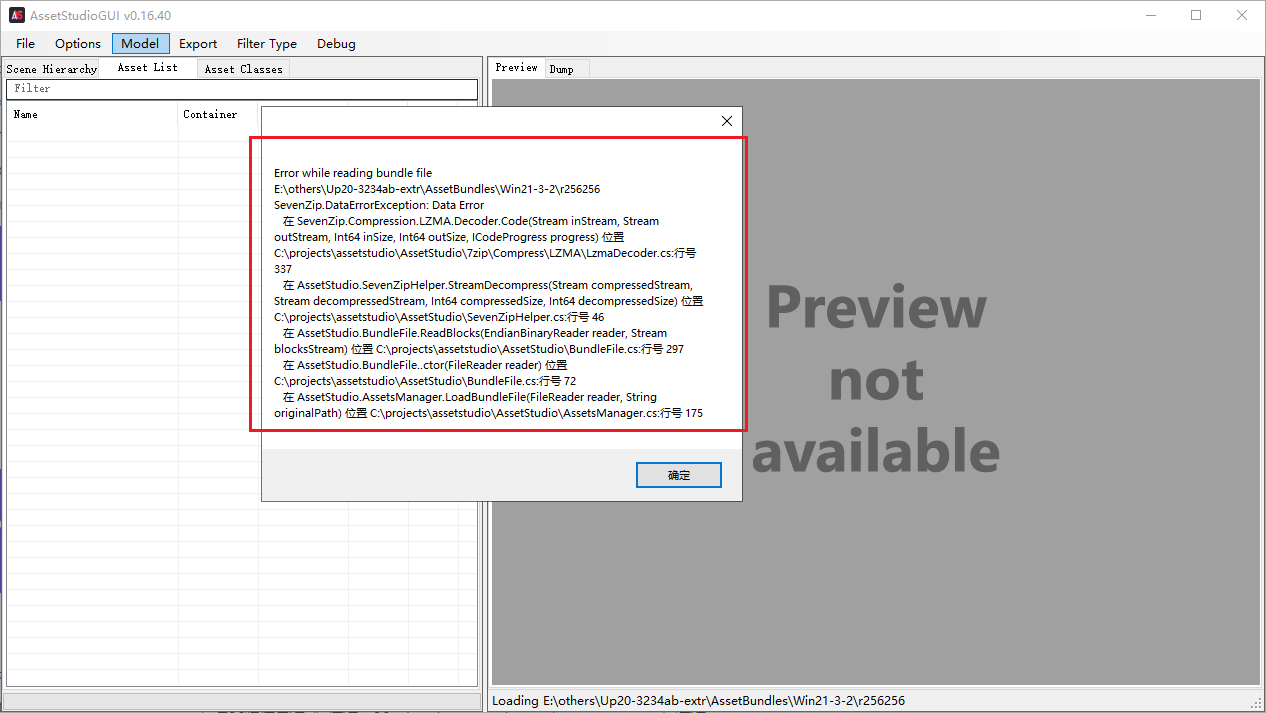 AssetStudioGUI v0.16.40
File Options Model Export Filter Type Debug
Scene Hierarchy Asset List Asset Classes
Filter
Name Container
Preview Dump
Error while reading bundle file
E:\others\Up20-3234ab-extr\AssetBundles\Win21-3-2\r256256
SevenZip.DataErrorException: Data Error
在 SevenZip.Compression.LZMA.Decoder.Code(Stream inStream, Stream
outStream, Int64 inSize, Int64 outSize, ICodeProgress progress) 位置
C:\projects\assetstudio\AssetStudio\7zip\Compress\LZMA\LzmaDecoder.cs:行号
337
在 AssetStudio.SevenZipHelper.StreamDecompress(Stream compressedStream,
Stream decompressedStream, Int64 compressedSize, Int64 decompressedSize) 位置
C:\projects\assetstudio\AssetStudio\SevenZipHelper.cs:行号 46
在 AssetStudio.BundleFile.ReadBlocks(EndianBinaryReader reader, Stream
blocksStream) 位置 C:\projects\assetstudio\AssetStudio\BundleFile.cs:行号 297
在 AssetStudio.BundleFile..ctor(FileReader reader) 位置
C:\projects\assetstudio\AssetStudio\BundleFile.cs:行号 72
在 AssetStudio.AssetsManager.LoadBundleFile(FileReader reader, String
originalPath) 位置 C:\projects\assetstudio\AssetStudio\AssetsManager.cs:行号 175
确定
Preview
not
available
Loading E:\others\Up20-3234ab-extr\AssetBundles\Win21-3-2\r256256